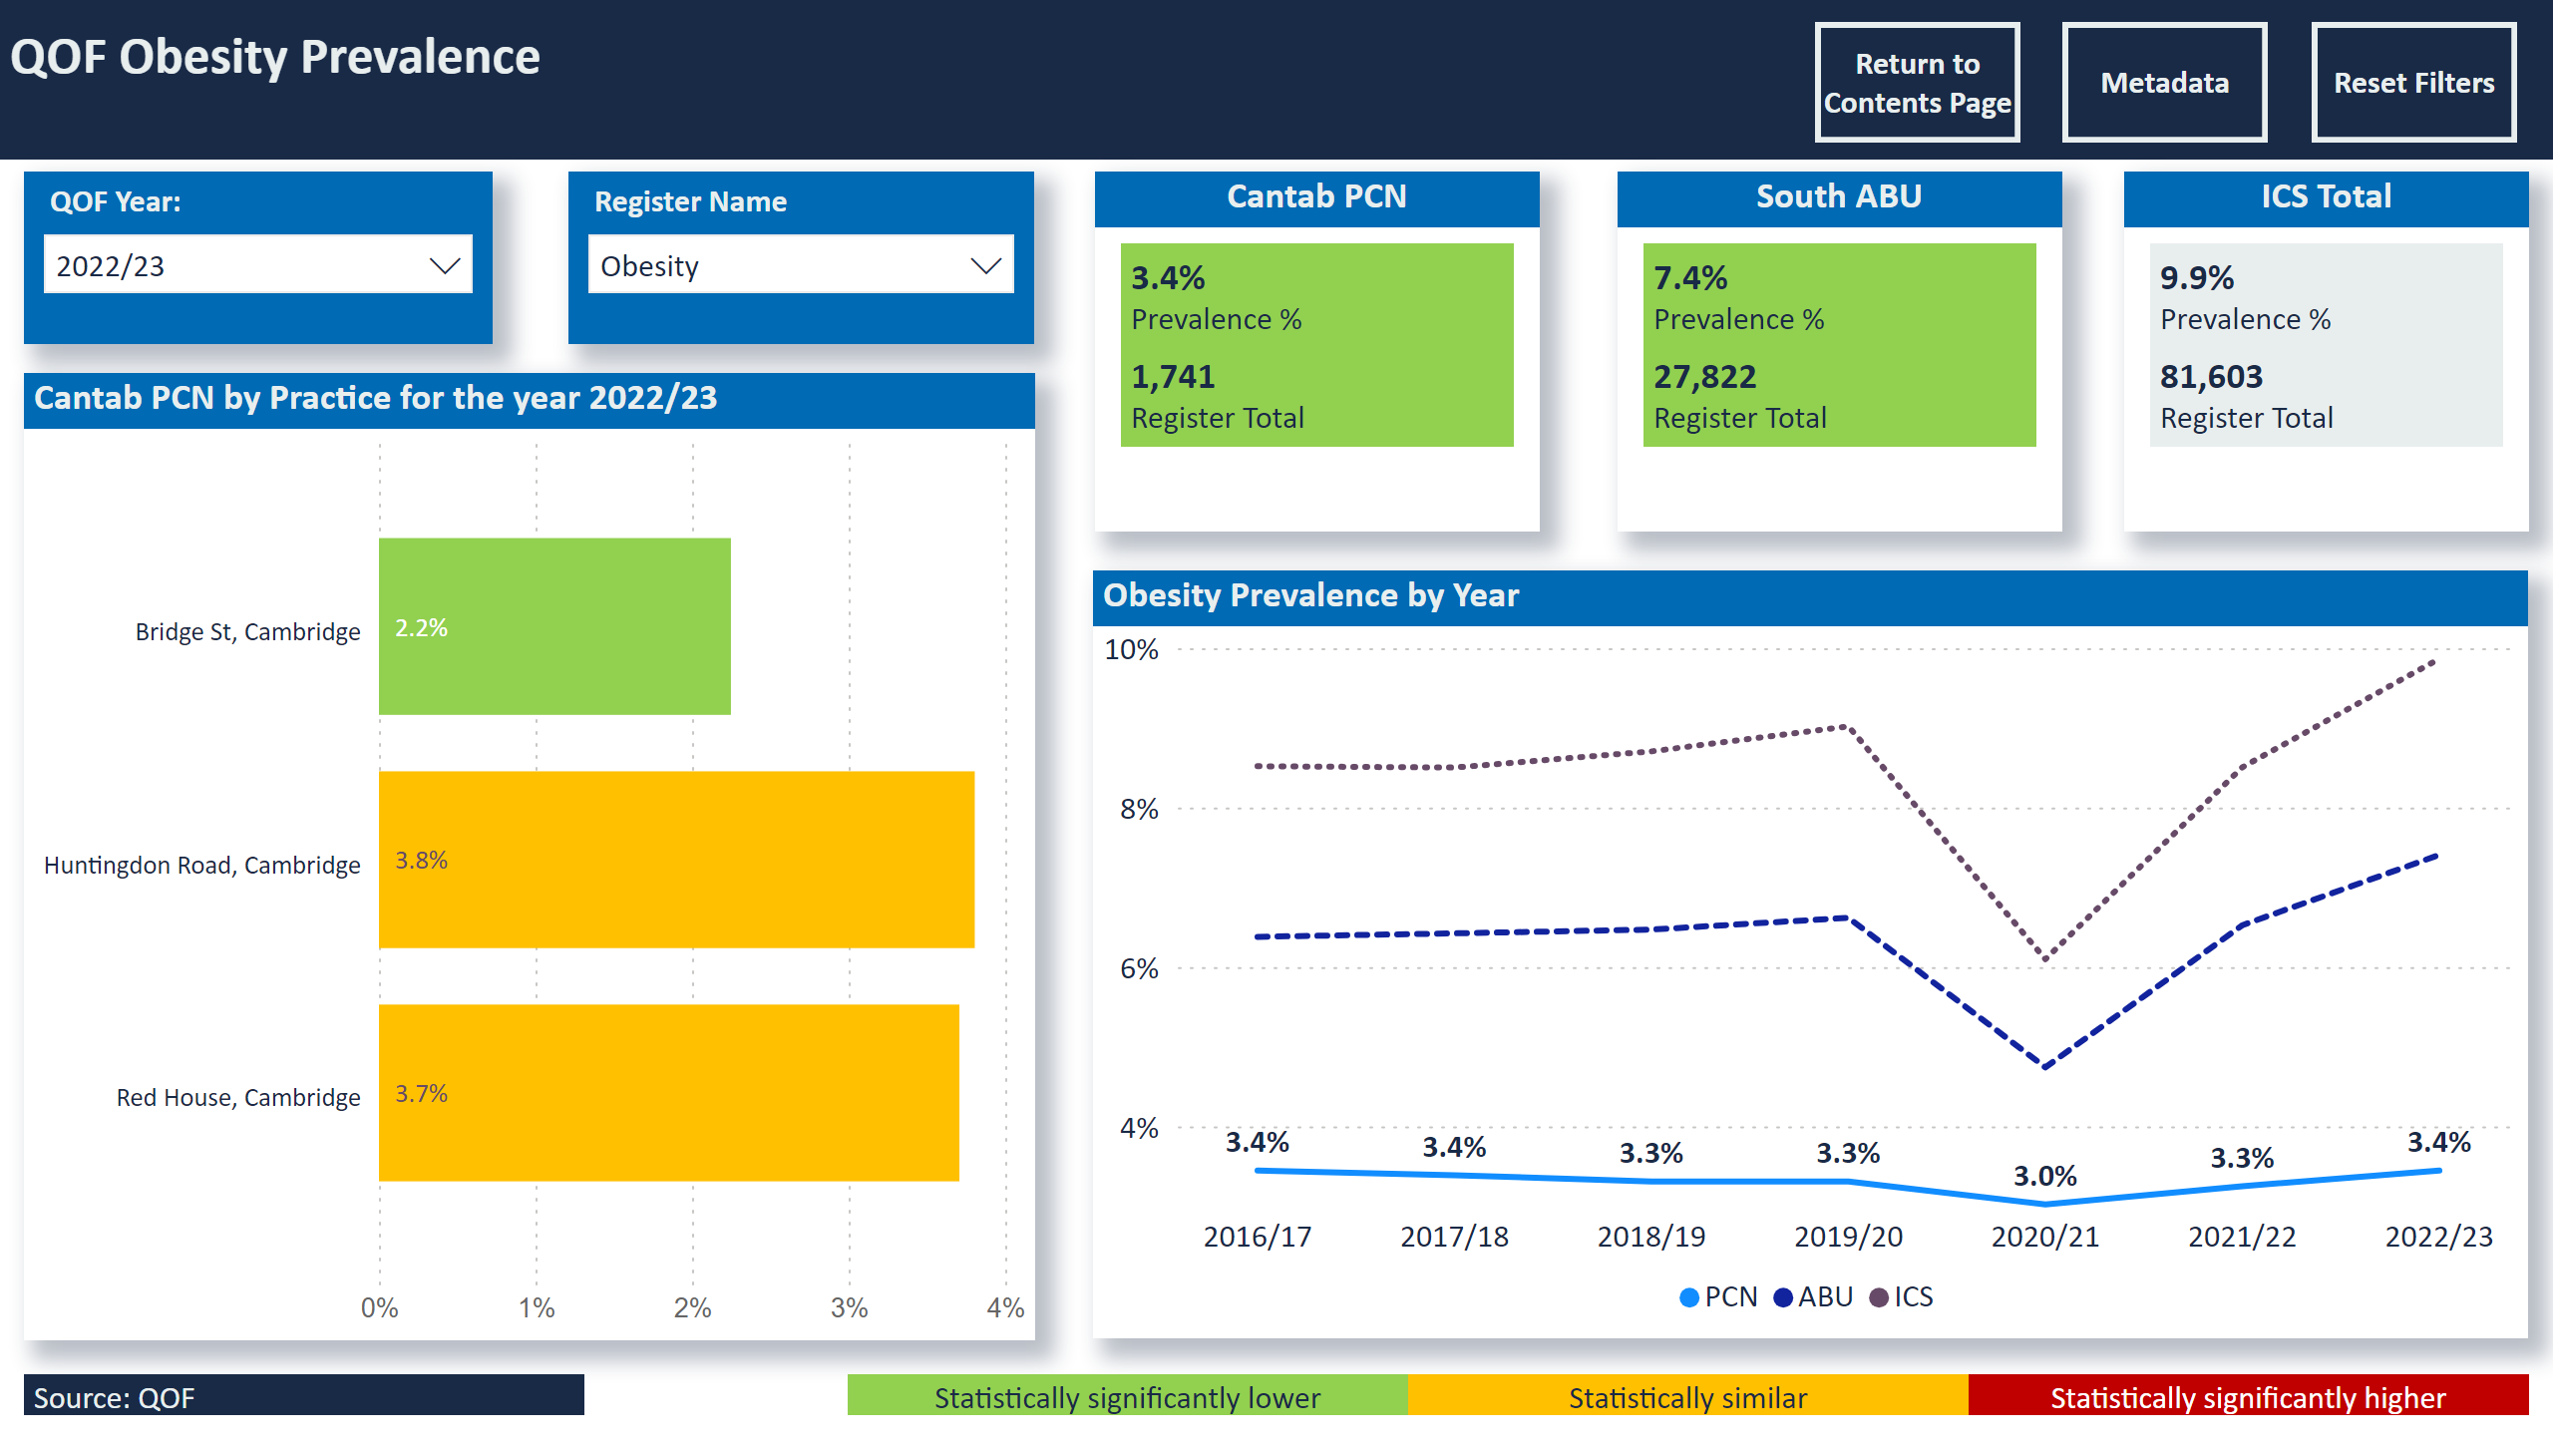 QOF Obesity Prevalence
Return to
Contents Page
Metadata
Reset Filters
QOF Year:
2022/23
Register Name
Obesity
Cantab PCN
3.4%
Prevalence %
1,741
Register Total
South ABU
7.4%
Prevalence %
27,822
Register Total
ICS Total
9.9%
Prevalence %
81,603
Register Total
Cantab PCN by Practice for the year 2022/23
Bridge St, Cambridge
2.2%
Huntingdon Road, Cambridge
3.8%
Red House, Cambridge
3.7%
0% 1% 2% 3% 4%
Obesity Prevalence by Year
10%
8%
6%
4%
3.4% 3.4% 3.3% 3.3% 3.0% 3.3% 3.4%
2016/17 2017/18 2018/19 2019/20 2020/21 2021/22 2022/23
PCN ABU ICS
Source: QOF
Statistically significantly lower
Statistically similar
Statistically significantly higher